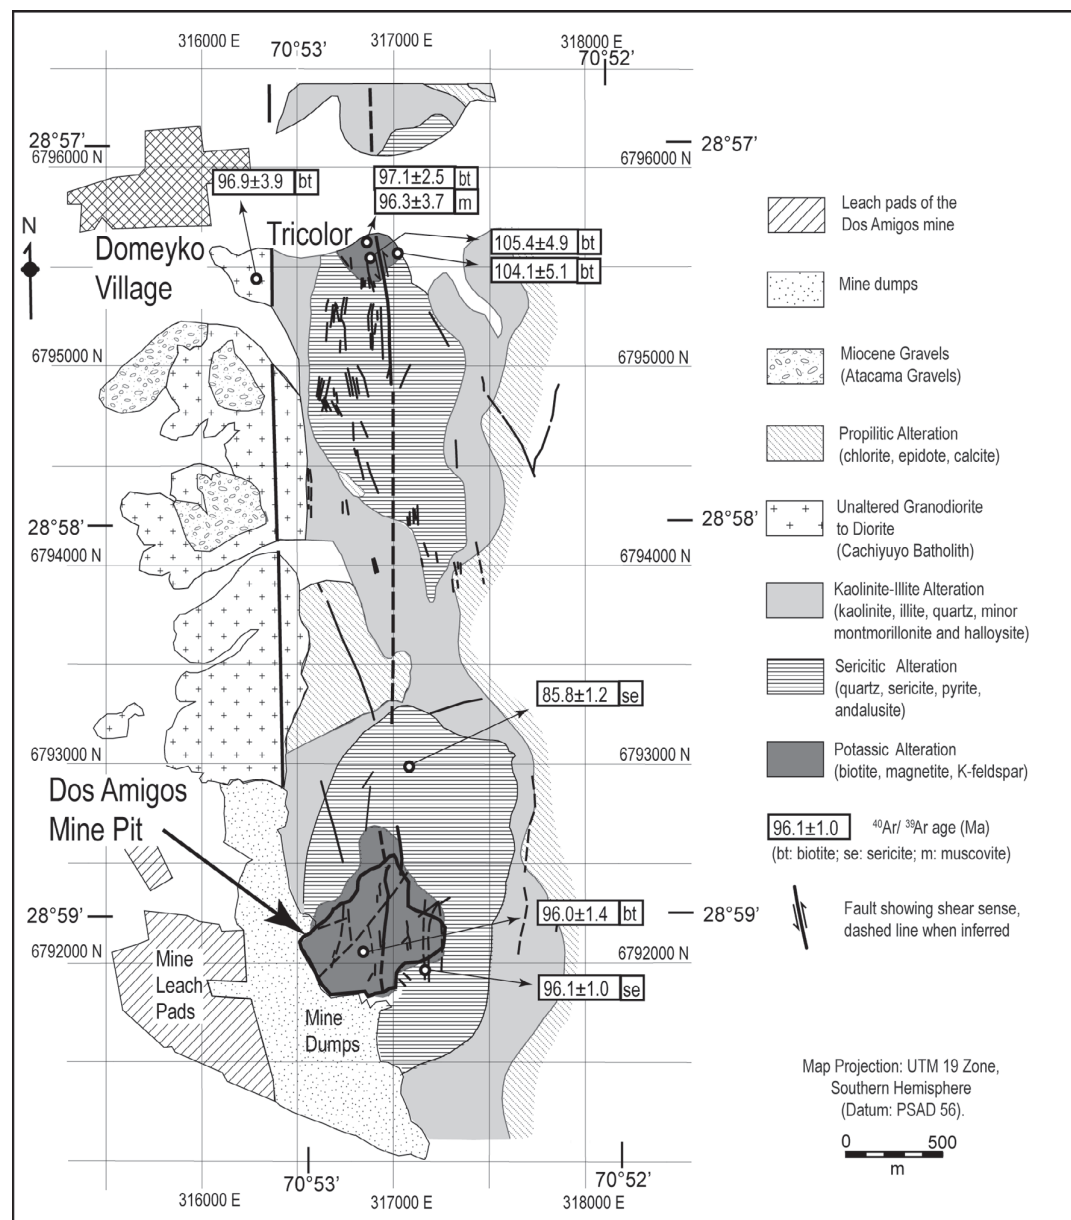 316000 E
317000 E
318000 E
70°53’
70°52’
28°57’
6796000 N
6796000 N
28°57’
97.1±2.5 bt
96.9±3.9 bt
96.3±3.7 m
N
Tricolor
Domeyko
Village
105.4±4.9 bt
104.1±5.1 bt
6795000 N
6795000 N
28°58’
28°58’
6794000 N
6794000 N
85.8±1.2 se
6793000 N
6793000 N
Dos Amigos
Mine Pit
28°59’
96.0±1.4 bt
28°59’
6792000 N
6792000 N
Mine
Leach
Pads
96.1±1.0 se
Mine
Dumps
70°53’
70°52’
316000 E
317000 E
318000 E
Leach pads of the
Dos Amigos mine
Mine dumps
Miocene Gravels
(Atacama Gravels)
Propilitic Alteration
(chlorite, epidote, calcite)
Unaltered Granodiorite
to Diorite
(Cachiyuyo Batholith)
Kaolinite-Illite Alteration
(kaolinite, illite, quartz, minor
montmorillonite and halloysite)
Sericitic Alteration
(quartz, sericite, pyrite,
andalusite)
Potassic Alteration
(biotite, magnetite, K-feldspar)
96.1±1.0 ⁴⁰Ar/ ³⁹Ar age (Ma)
(bt: biotite; se: sericite; m: muscovite)
Fault showing shear sense,
dashed line when inferred
Map Projection: UTM 19 Zone,
Southern Hemisphere
(Datum: PSAD 56).
0 500
m